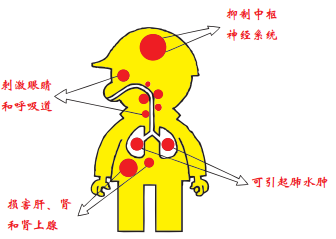 抑制中枢
神经系统
刺激眼睛
和呼吸道
可引起肺水肿
损害肝、肾
和肾上腺